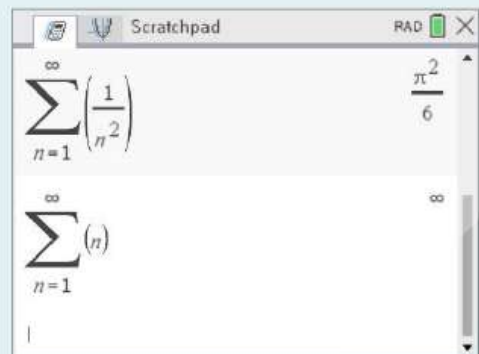 Scratchpad RAD
∞
∑
n=1
(1/n²)
π²/6
∞
∑
n=1
(n)
∞